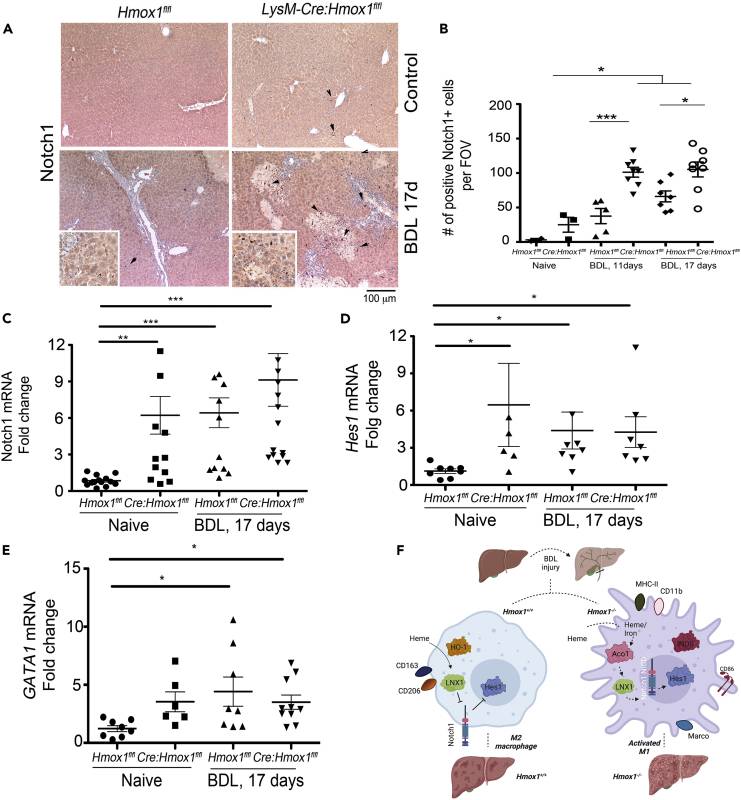 A
Hmox1fl/fl
LysM-Cre:Hmox1fl/fl
Notch1
Control
BDL 17d
100 µm
B
# of positive Notch1+ cells
per FOV
200
150
100
50
0
*
***
*
Hmox1fl/fl Cre:Hmox1fl/fl Hmox1fl/fl Cre:Hmox1fl/fl Hmox1fl/fl Cre:Hmox1fl/fl
Naive
BDL, 11days
BDL, 17 days
C
Notch1 mRNA
Fold change
12
9
6
3
0
***
***
**
Hmox1fl/fl Cre:Hmox1fl/fl Hmox1fl/fl Cre:Hmox1fl/fl
Naive
BDL, 17 days
D
Hes1 mRNA
Folg change
12
9
6
3
0
*
*
*
Hmox1fl/fl Cre:Hmox1fl/fl Hmox1fl/fl Cre:Hmox1fl/fl
Naive
BDL, 17 days
E
GATA1 mRNA
Fold change
15
10
5
0
*
*
Hmox1fl/fl Cre:Hmox1fl/fl Hmox1fl/fl Cre:Hmox1fl/fl
Naive
BDL, 17 days
F
BDL
injury
Hmox1+/+
Hmox1-/-
MHC-II
CD11b
Heme
HO-1
CD163
CD206
LNX1
Hes1
Notch1
M2
macrophage
Hmox1+/+
Heme
Heme/
Iron
Aco1
LNX1
Hes1
CD86
Marco
Activated
M1
Hmox1-/-